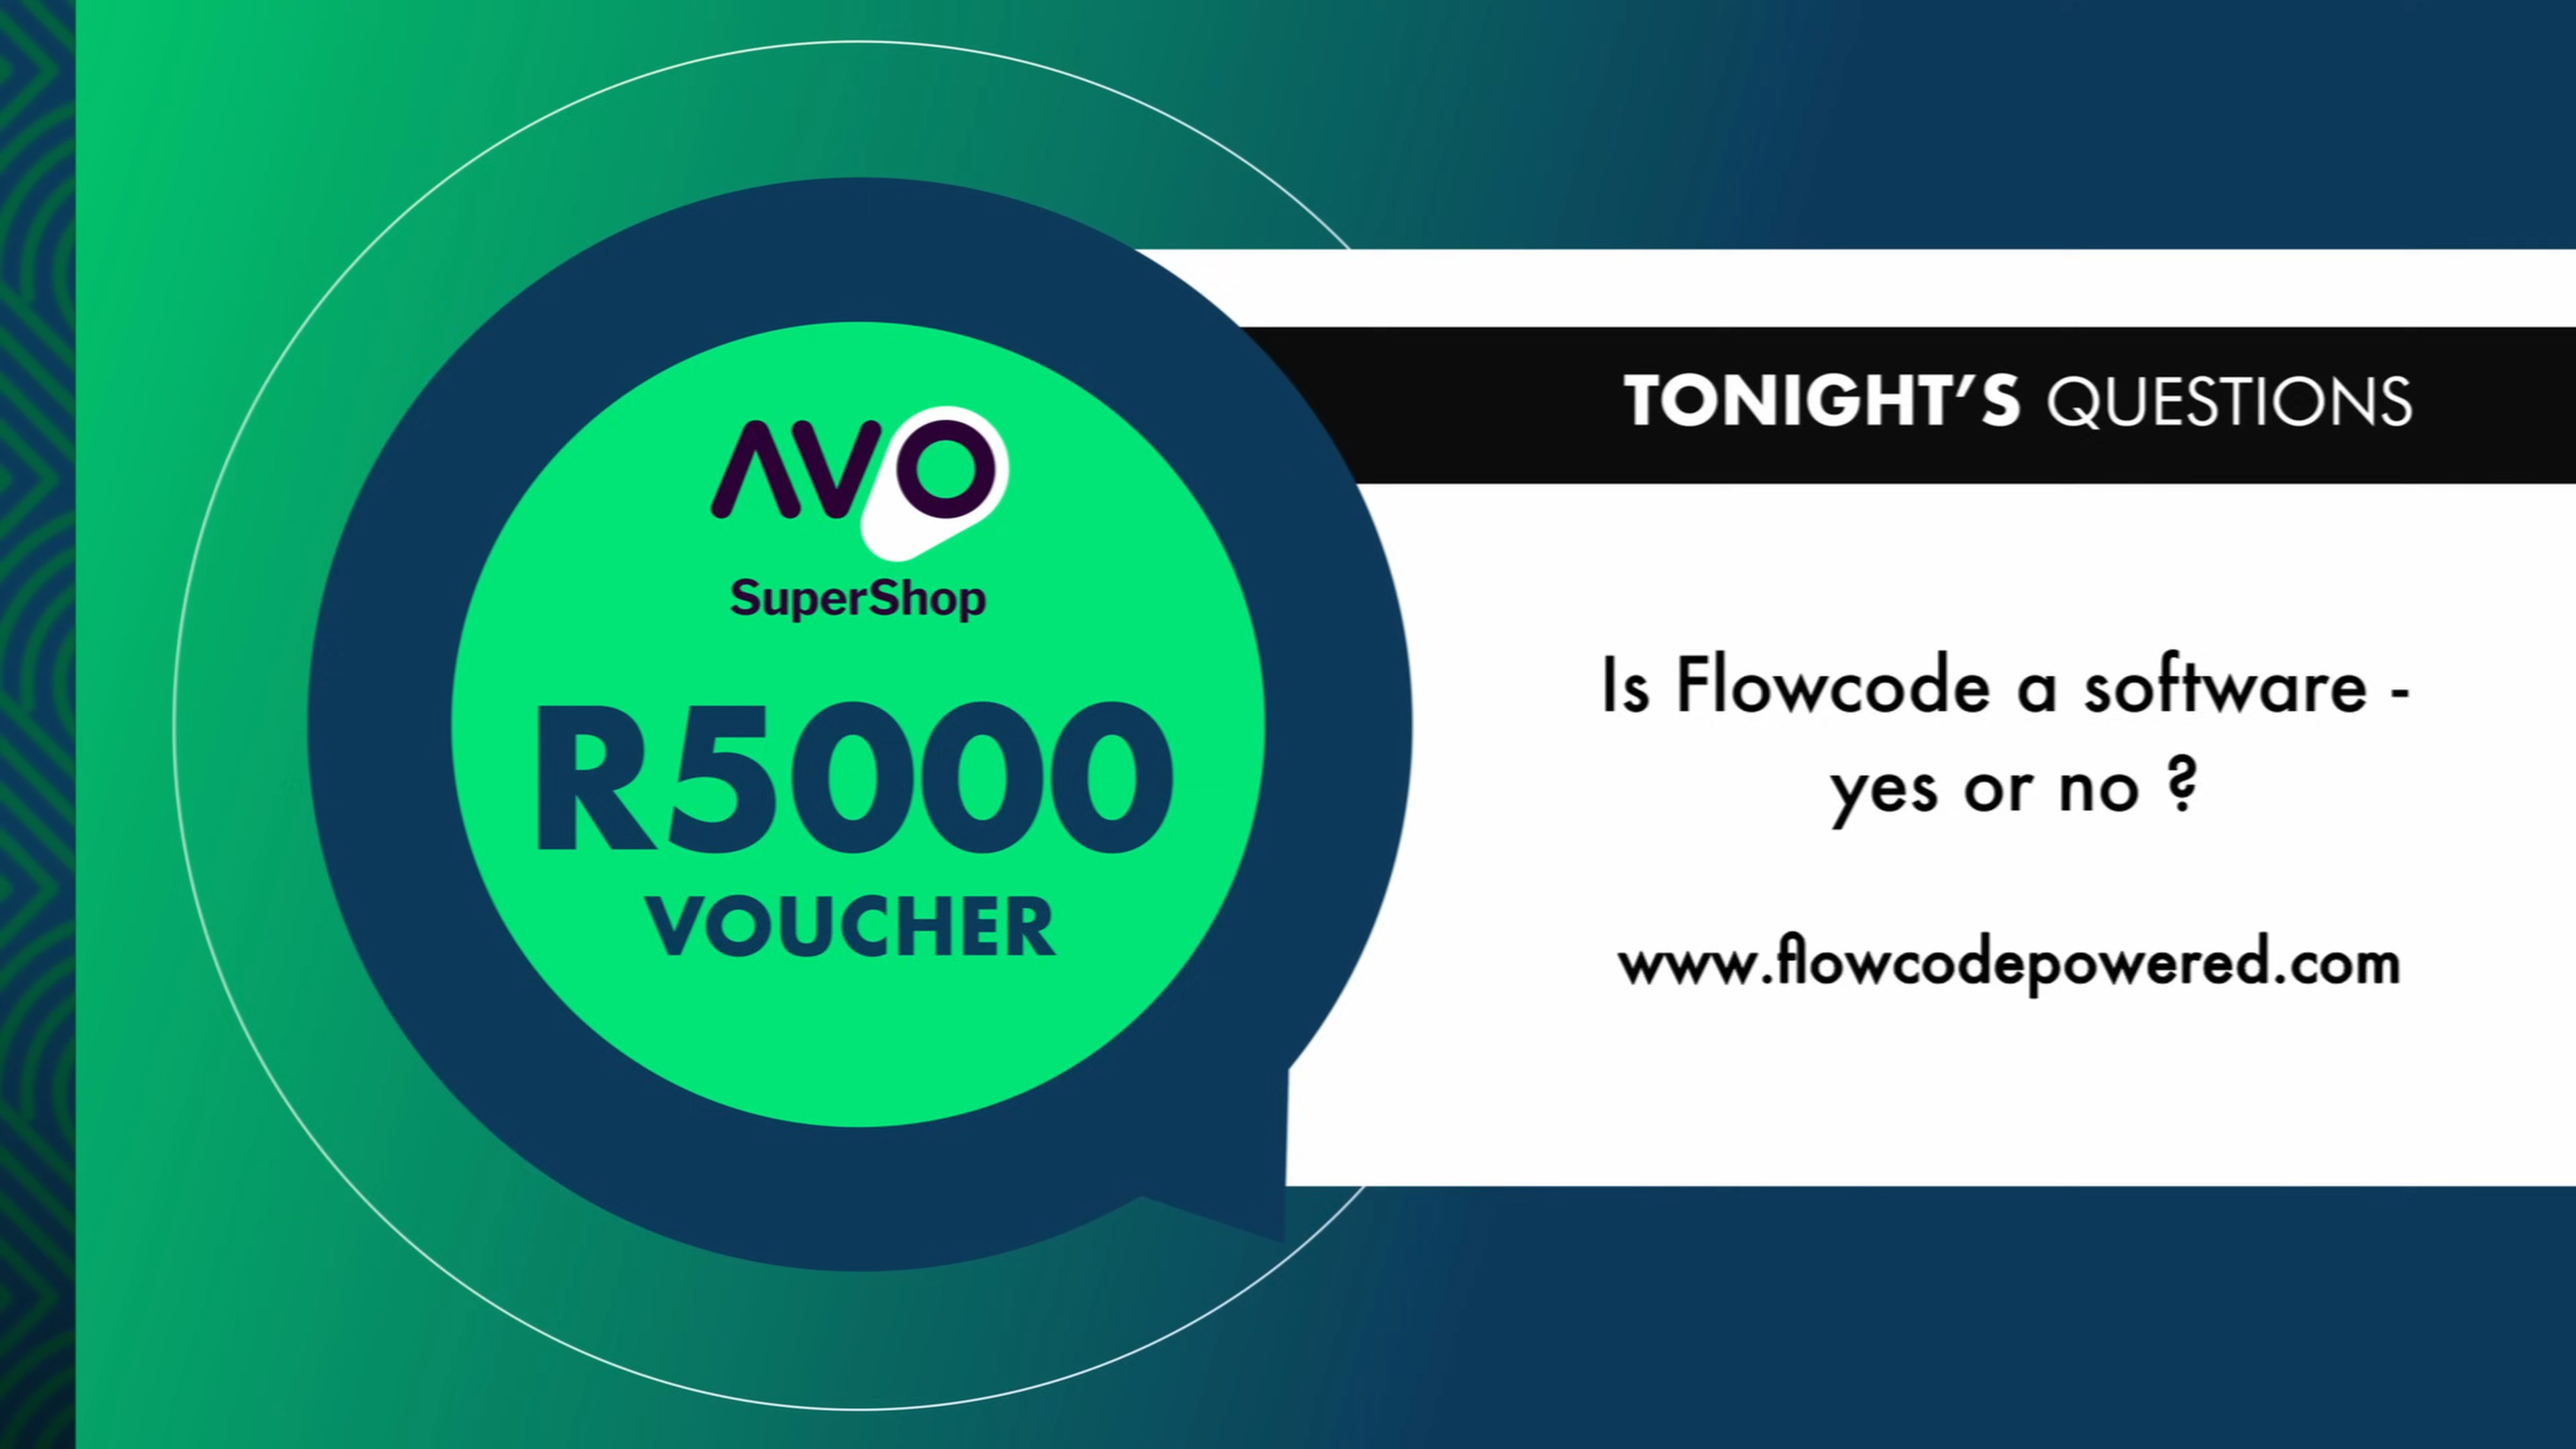 AVO
SuperShop
R5000
VOUCHER
TONIGHT’S QUESTIONS
Is Flowcode a software -
yes or no ?
www.flowcodepowered.com